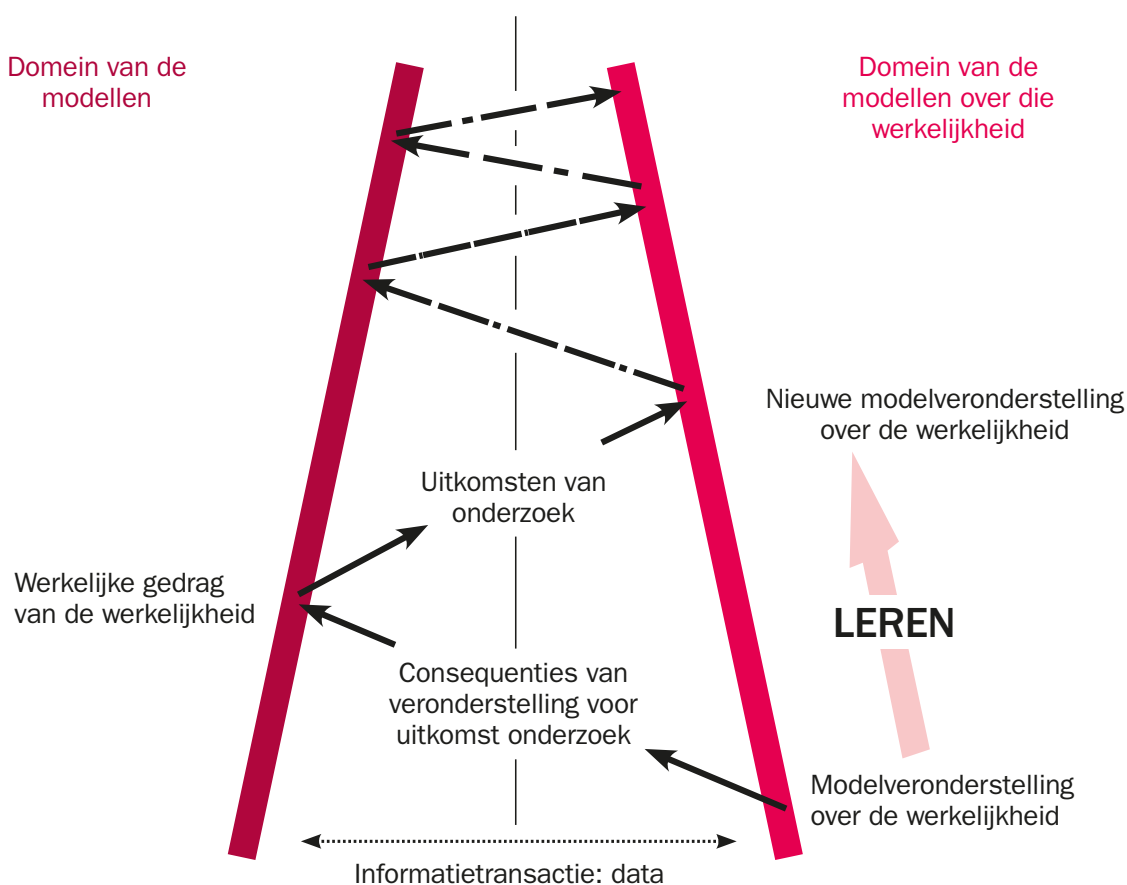 Domein van de
modellen
Domein van de
modellen over die
werkelijkheid
Nieuwe modelveronderstelling
over de werkelijkheid
Uitkomsten van
onderzoek
Werkelijke gedrag
van de werkelijkheid
LEREN
Consequenties van
veronderstelling voor
uitkomst onderzoek
Modelveronderstelling
over de werkelijkheid
Informatietransactie: data